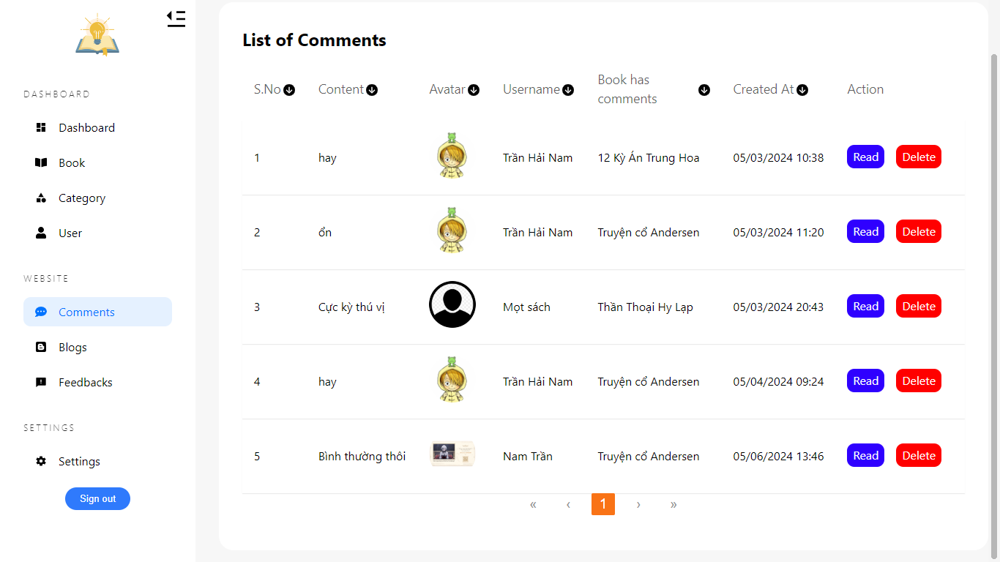 DASHBOARD
Dashboard
Book
Category
User
WEBSITE
Comments
Blogs
Feedbacks
SETTINGS
Settings
Sign out
List of Comments
S.No Content Avatar Username Book has comments Created At Action
1 hay Trần Hải Nam 12 Kỳ Án Trung Hoa 05/03/2024 10:38 Read Delete
2 ổn Trần Hải Nam Truyện cổ Andersen 05/03/2024 11:20 Read Delete
3 Cực kỳ thú vị Mọt sách Thần Thoại Hy Lạp 05/03/2024 20:43 Read Delete
4 hay Trần Hải Nam Truyện cổ Andersen 05/04/2024 09:24 Read Delete
5 Bình thường thôi Nam Trần Truyện cổ Andersen 05/06/2024 13:46 Read Delete
« ‹ 1 › »